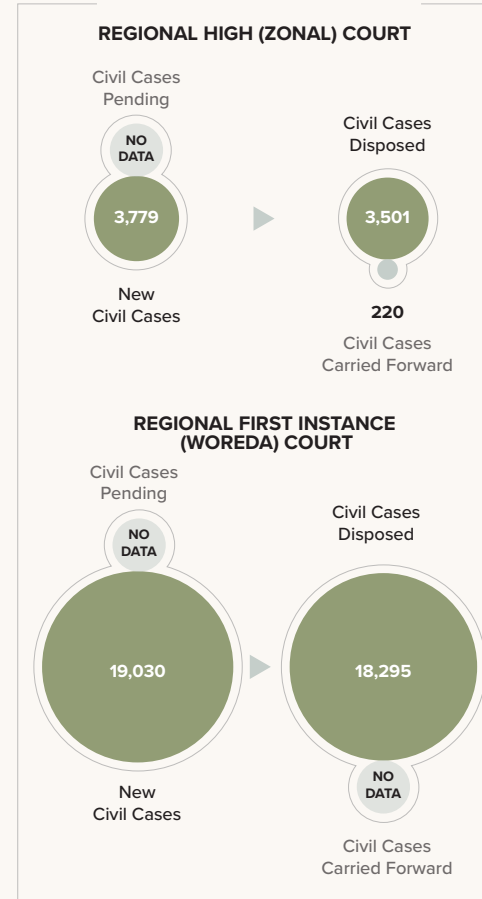 REGIONAL HIGH (ZONAL) COURT
Civil Cases
Pending
NO
DATA
3,779
New
Civil Cases
Civil Cases
Disposed
3,501
220
Civil Cases
Carried Forward
REGIONAL FIRST INSTANCE
(WOREDA) COURT
Civil Cases
Pending
NO
DATA
19,030
New
Civil Cases
Civil Cases
Disposed
18,295
NO
DATA
Civil Cases
Carried Forward